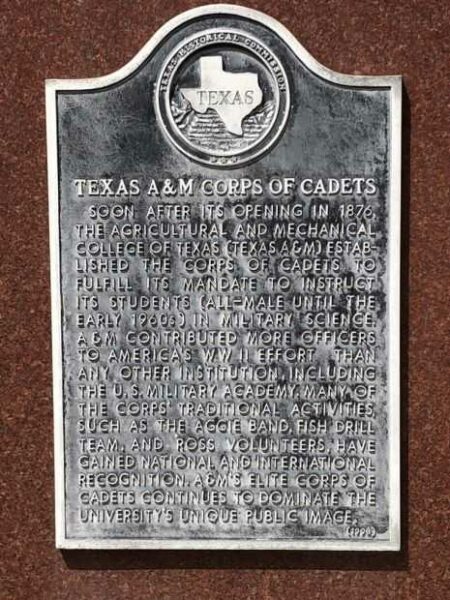 TEXAS HISTORICAL COMMISSION
TEXAS
TEXAS A&M CORPS OF CADETS
SOON AFTER ITS OPENING IN 1876,
THE AGRICULTURAL AND MECHANICAL
COLLEGE OF TEXAS (TEXAS A&M) ESTAB-
LISHED THE CORPS OF CADETS TO
FULFILL ITS MANDATE TO INSTRUCT
ITS STUDENTS (ALL-MALE UNTIL THE
EARLY 1960s) IN MILITARY SCIENCE.
A&M CONTRIBUTED MORE OFFICERS
TO AMERICA'S WW II EFFORT THAN
ANY OTHER INSTITUTION, INCLUDING
THE U.S. MILITARY ACADEMY. MANY OF
THE CORPS' TRADITIONAL ACTIVITIES,
SUCH AS THE AGGIE BAND, FISH DRILL
TEAM, AND ROSS VOLUNTEERS, HAVE
GAINED NATIONAL AND INTERNATIONAL
RECOGNITION. A&M'S ELITE CORPS OF
CADETS CONTINUES TO DOMINATE THE
UNIVERSITY'S UNIQUE PUBLIC IMAGE.